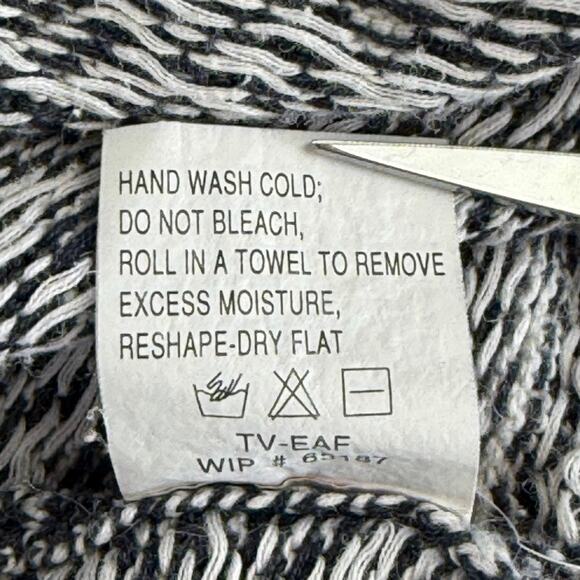 HAND WASH COLD;
DO NOT BLEACH,
ROLL IN A TOWEL TO REMOVE
EXCESS MOISTURE,
RESHAPE-DRY FLAT
TV-EAF
WIP #